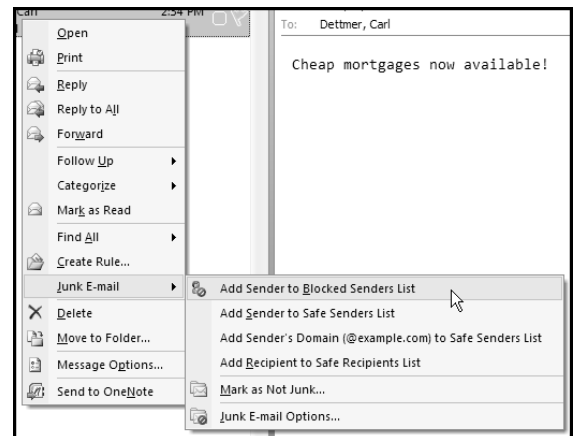 Carl 2:54 PM
To: Dettmer, Carl
Cheap mortgages now available!
Open
Print
Reply
Reply to All
Forward
Follow Up
Categorize
Mark as Read
Find All
Create Rule...
Junk E-mail
Delete
Move to Folder...
Message Options...
Send to OneNote
Add Sender to Blocked Senders List
Add Sender to Safe Senders List
Add Sender's Domain (@example.com) to Safe Senders List
Add Recipient to Safe Recipients List
Mark as Not Junk...
Junk E-mail Options...